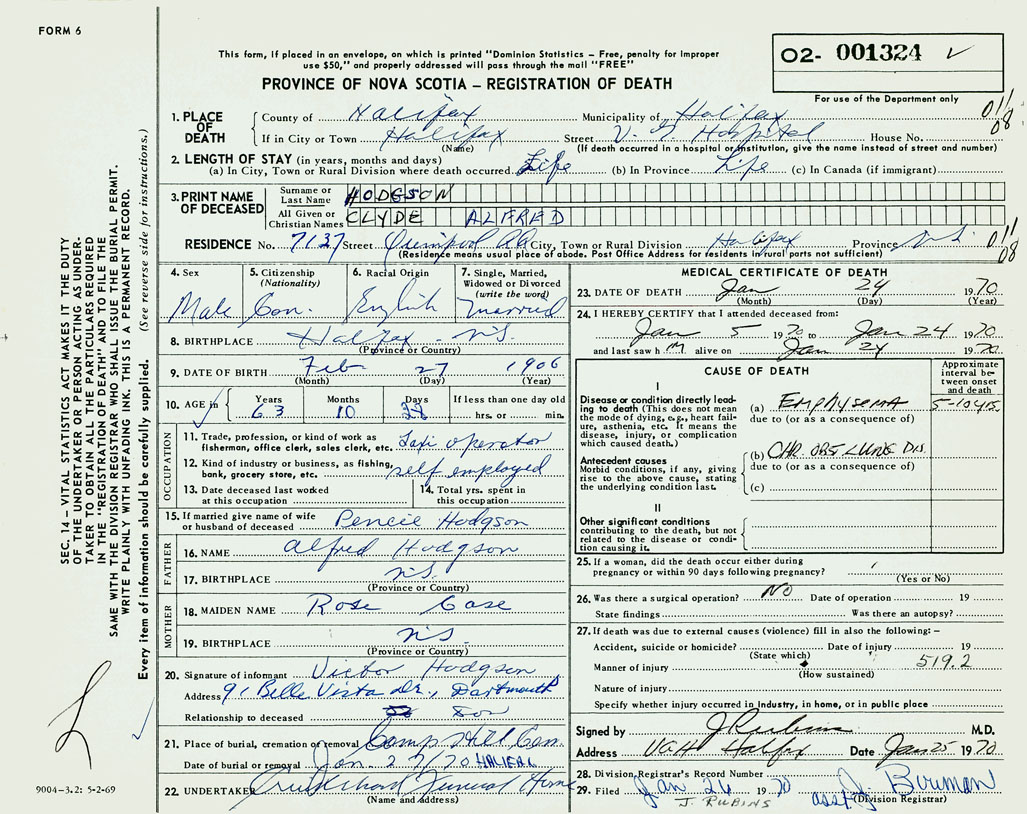 FORM 6
This form, if placed in an envelope, on which is printed "Dominion Statistics – Free, penalty for improper
use $50," and properly addressed will pass through the mail "FREE"
PROVINCE OF NOVA SCOTIA – REGISTRATION OF DEATH
02- 001324 ✓
For use of the Department only
SEC. 14 – VITAL STATISTICS ACT MAKES IT THE DUTY
OF THE UNDERTAKER OR PERSON ACTING AS UNDER-
TAKER TO OBTAIN ALL THE PARTICULARS REQUIRED
IN THE "REGISTRATION OF DEATH" AND TO FILE THE
SAME WITH THE DIVISION REGISTRAR WHO SHALL ISSUE THE BURIAL PERMIT.
WRITE PLAINLY WITH UNFADING INK. THIS IS A PERMANENT RECORD.
Every item of information should be carefully supplied. (See reverse side for instructions.)
9004-3.2: 5-2-69
1. PLACE OF DEATH
County of Halifax Municipality of Halifax 011/08
If in City or Town Halifax Street V. G. Hospital House No.
(Name) (If death occurred in a hospital or institution, give the name instead of street and number)
2. LENGTH OF STAY (in years, months and days)
(a) In City, Town or Rural Division where death occurred Life (b) In Province Life (c) In Canada (if immigrant)
3. PRINT NAME OF DECEASED
Surname or Last Name HODGSON
All Given or Christian Names CLYDE ALFRED
RESIDENCE No. 7137 Street Quinpool Rd City, Town or Rural Division Halifax Province N.S. 011/08
(Residence means usual place of abode. Post Office Address for residents in rural parts not sufficient)
4. Sex Male
5. Citizenship (Nationality) Can.
6. Racial Origin English
7. Single, Married, Widowed or Divorced (write the word) Married
8. BIRTHPLACE Halifax - N.S.
(Province or Country)
9. DATE OF BIRTH Feb 27 1906
(Month) (Day) (Year)
10. AGE in Years 63 Months 10 Days If less than one day old hrs. or min.
OCCUPATION
11. Trade, profession, or kind of work as fisherman, office clerk, sales clerk, etc. Taxi operator
12. Kind of industry or business, as fishing, bank, grocery store, etc. self employed
13. Date deceased last worked at this occupation
14. Total yrs. spent in this occupation
15. If married give name of wife or husband of deceased Hodgson
FATHER
16. NAME Alfred Hodgson
17. BIRTHPLACE N.S.
(Province or Country)
MOTHER
18. MAIDEN NAME Rose Case
19. BIRTHPLACE N.S.
(Province or Country)
20. Signature of informant Victor Hodgson
Address 91 Belle Vista Dr., Dartmouth
Relationship to deceased Son
21. Place of burial, cremation or removal Camp Hill Cem
Date of burial or removal Jan. 27/70
22. UNDERTAKER Cruikshank Funeral Home
(Name and address)
MEDICAL CERTIFICATE OF DEATH
23. DATE OF DEATH Jan 24 1970
(Month) (Day) (Year)
24. I HEREBY CERTIFY that I attended deceased from:
Jan 5 1970 to Jan 24 1970
and last saw h im alive on Jan 24 1970
CAUSE OF DEATH
Approximate interval between onset and death
I
Disease or condition directly leading to death (This does not mean the mode of dying, e.g., heart failure, asthenia, etc. It means the disease, injury, or complication which caused death.)
(a) EMPHYSEMA 5-10 yrs.
due to (or as a consequence of)
Antecedent causes
Morbid conditions, if any, giving rise to the above cause, stating the underlying condition last.
(b) CHR. OBST LUNG DIS
due to (or as a consequence of)
(c)
II
Other significant conditions
contributing to the death, but not related to the disease or condition causing it.
25. If a woman, did the death occur either during pregnancy or within 90 days following pregnancy?
(Yes or No)
26. Was there a surgical operation? NO Date of operation 19
State findings Was there an autopsy?
27. If death was due to external causes (violence) fill in also the following: –
Accident, suicide or homicide? Date of injury 19
(State which) 519.2
Manner of injury
(How sustained)
Nature of injury
Specify whether injury occurred in industry, in home, or in public place
Signed by J Rubins M.D.
Address V.G.H Halifax Date Jan 25 1970
28. Division Registrar's Record Number
29. Filed Jan 26 1970 asst J. Bowman
J. RUBINS (Division Registrar)